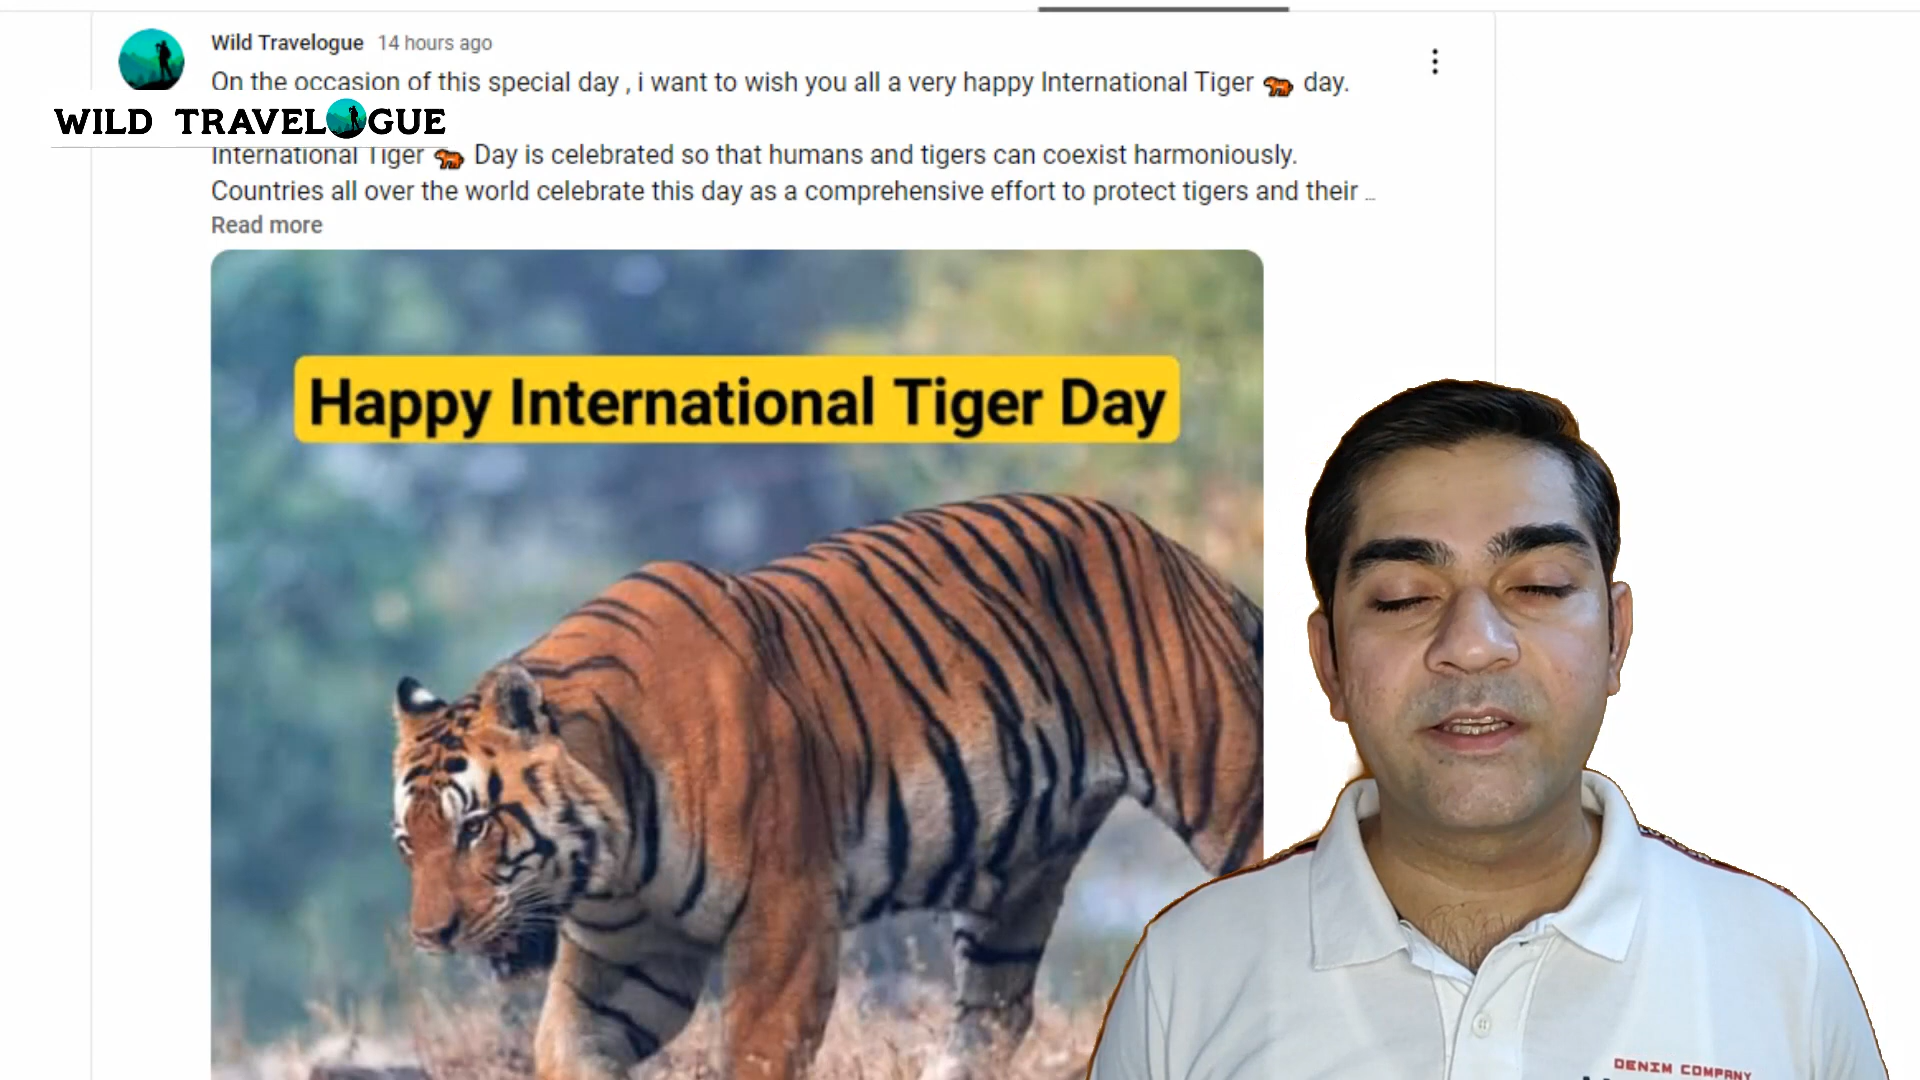 Wild Travelogue 14 hours ago
On the occasion of this special day , i want to wish you all a very happy International Tiger 🐅 day.
WILD TRAVELOGUE
International Tiger 🐅 Day is celebrated so that humans and tigers can coexist harmoniously.
Countries all over the world celebrate this day as a comprehensive effort to protect tigers and their ...
Read more
Happy International Tiger Day
DENIM COMPANY